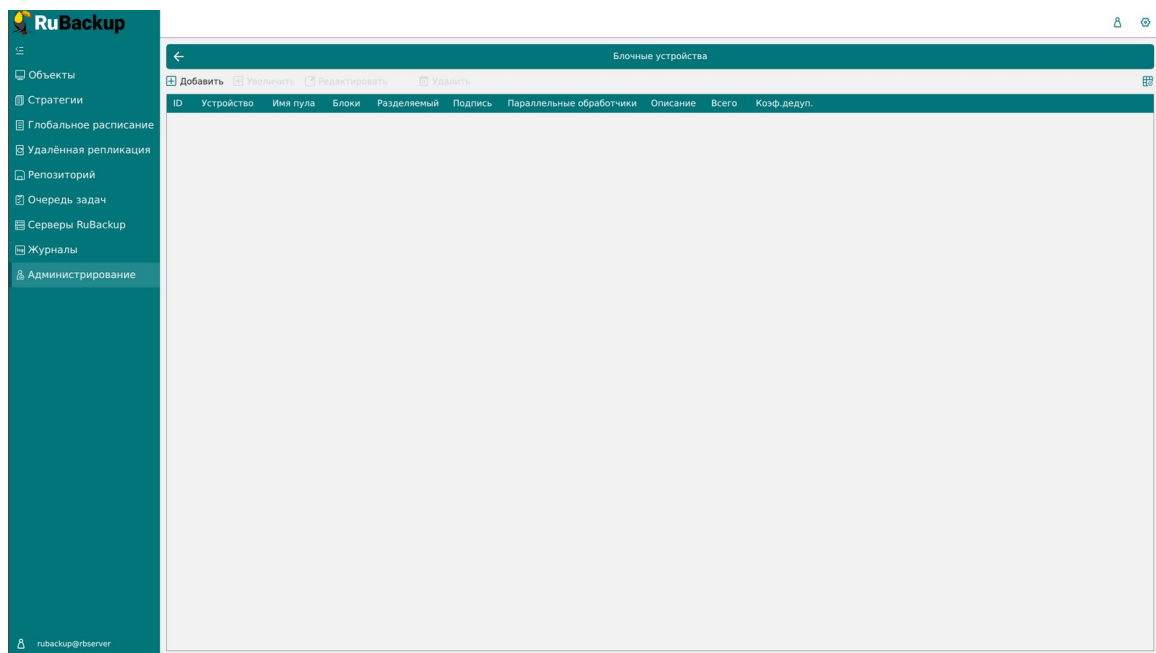 RuBackup
Объекты
Стратегии
Глобальное расписание
Удалённая репликация
Репозиторий
Очередь задач
Серверы RuBackup
Журналы
Администрирование
rubackup@rbserver
Блочные устройства
Добавить Увеличить Редактировать Удалить
ID Устройство Имя пула Блоки Разделяемый Подпись Параллельные обработчики Описание Всего Коэф.дедуп.